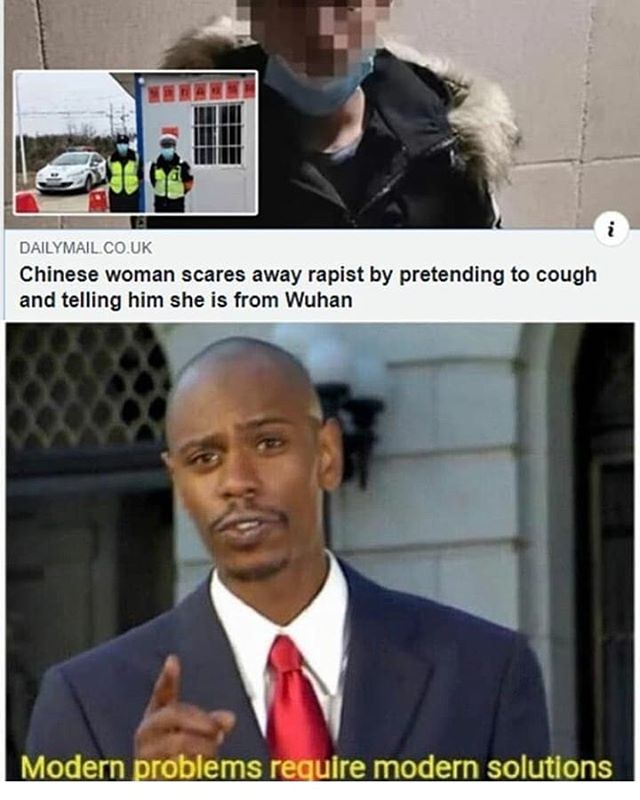 DAILYMAIL.CO.UK
i
Chinese woman scares away rapist by pretending to cough
and telling him she is from Wuhan
Modern problems require modern solutions